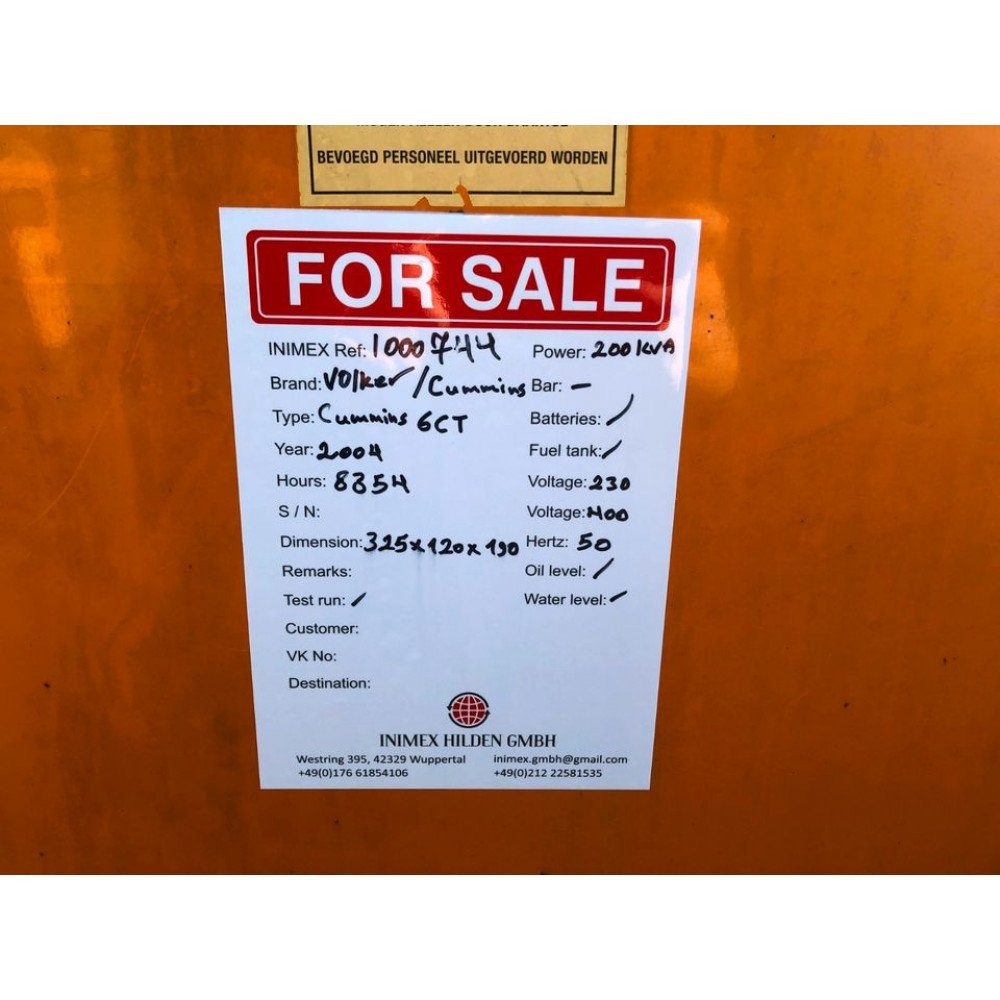 BEVOEGD PERSONEEL UITGEVOERD WORDEN
FOR SALE
INIMEX Ref: 1000744 Power: 200 kVA
Brand: Volker / Cummins Bar: –
Type: Cummins 6CT Batteries: /
Year: 2004 Fuel tank: /
Hours: 8354 Voltage: 230
S / N: Voltage: 400
Dimension: 325x120x190 Hertz: 50
Remarks: Oil level: /
Test run: / Water level: /
Customer:
VK No:
Destination:
INIMEX HILDEN GMBH
Westring 395, 42329 Wuppertal inimex.gmbh@gmail.com
+49(0)176 61854106 +49(0)212 22581535